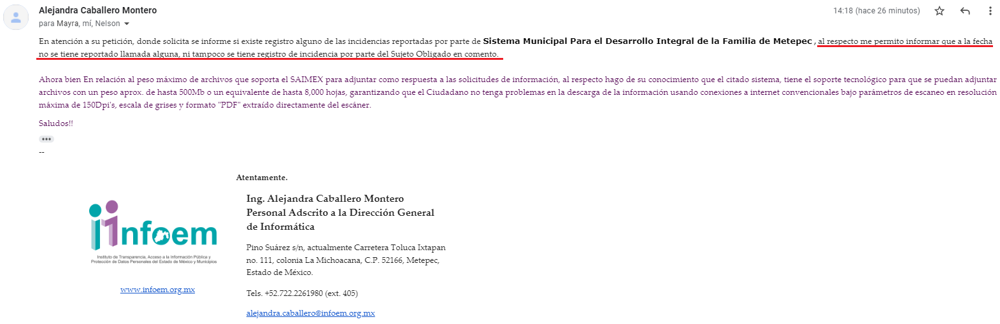 Alejandra Caballero Montero
14:18 (hace 26 minutos)
para Mayra, mí, Nelson
En atención a su petición, donde solicita se informe si existe registro alguno de las incidencias reportadas por parte de Sistema Municipal Para el Desarrollo Integral de la Familia de Metepec , al respecto me permito informar que a la fecha
no se tiene reportado llamada alguna, ni tampoco se tiene registro de incidencia por parte del Sujeto Obligado en comento.
Ahora bien En relación al peso máximo de archivos que soporta el SAIMEX para adjuntar como respuesta a las solicitudes de información, al respecto hago de su conocimiento que el citado sistema, tiene el soporte tecnológico para que se puedan adjuntar
archivos con un peso aprox. de hasta 500Mb o un equivalente de hasta 8,000 hojas, garantizando que el Ciudadano no tenga problemas en la descarga de la información usando conexiones a internet convencionales bajo parámetros de escaneo en resolución
máxima de 150Dpi's, escala de grises y formato "PDF" extraído directamente del escáner.
Saludos!!
--
Atentamente.
infoem
Instituto de Transparencia, Acceso a la Información Pública y
Protección de Datos Personales del Estado de México y Municipios
www.infoem.org.mx
Ing. Alejandra Caballero Montero
Personal Adscrito a la Dirección General
de Informática
Pino Suárez s/n, actualmente Carretera Toluca Ixtapan
no. 111, colonia La Michoacana, C.P. 52166, Metepec,
Estado de México.
Tels. +52.722.2261980 (ext. 405)
alejandra.caballero@infoem.org.mx